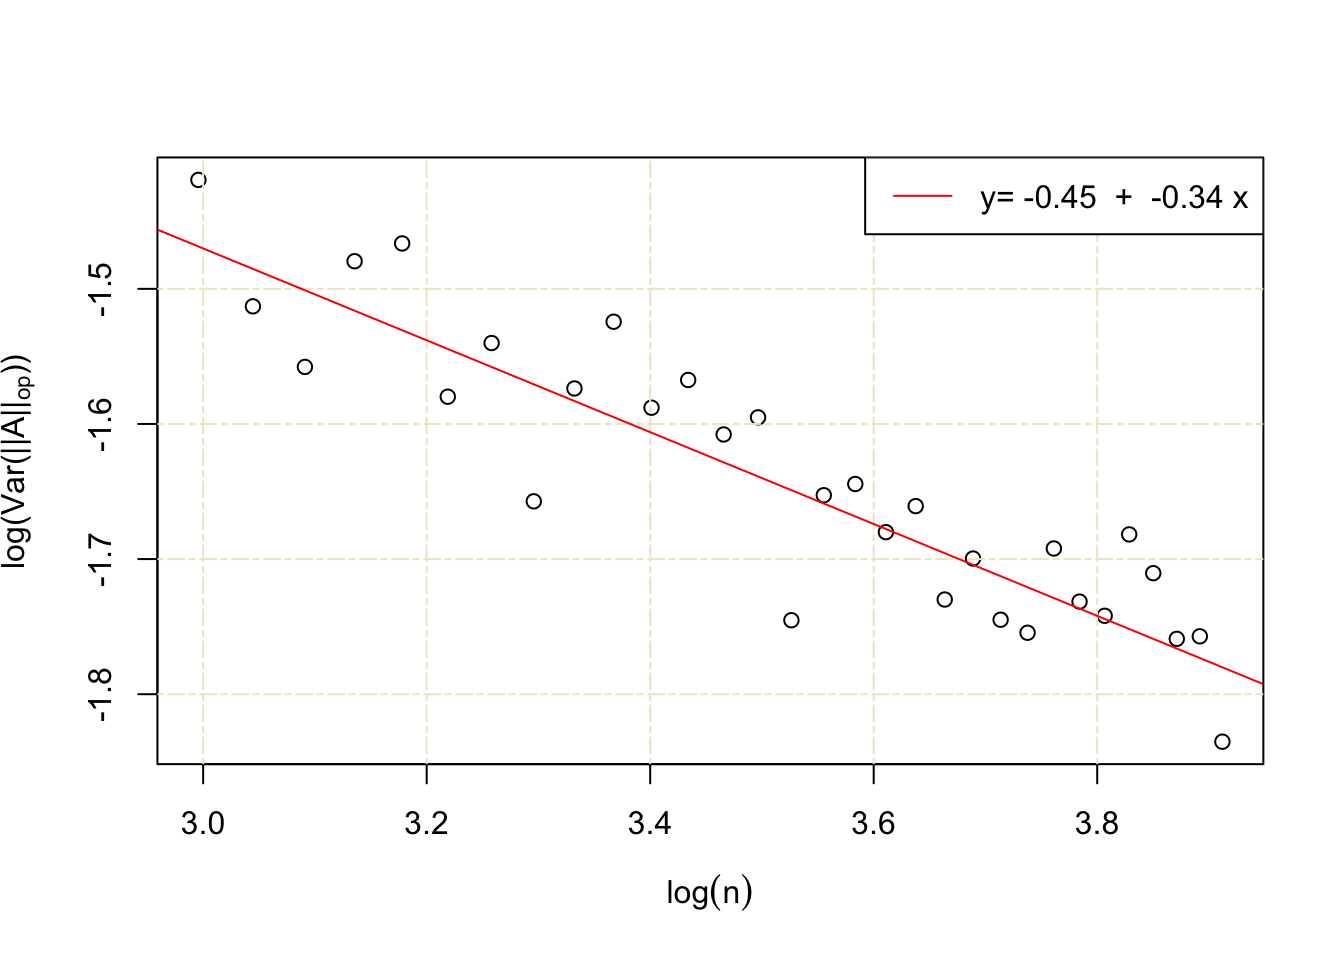 y= -0.45 + -0.34 x
log(Var(||A||op))
-1.5
-1.6
-1.7
-1.8
3.0 3.2 3.4 3.6 3.8
log(n)